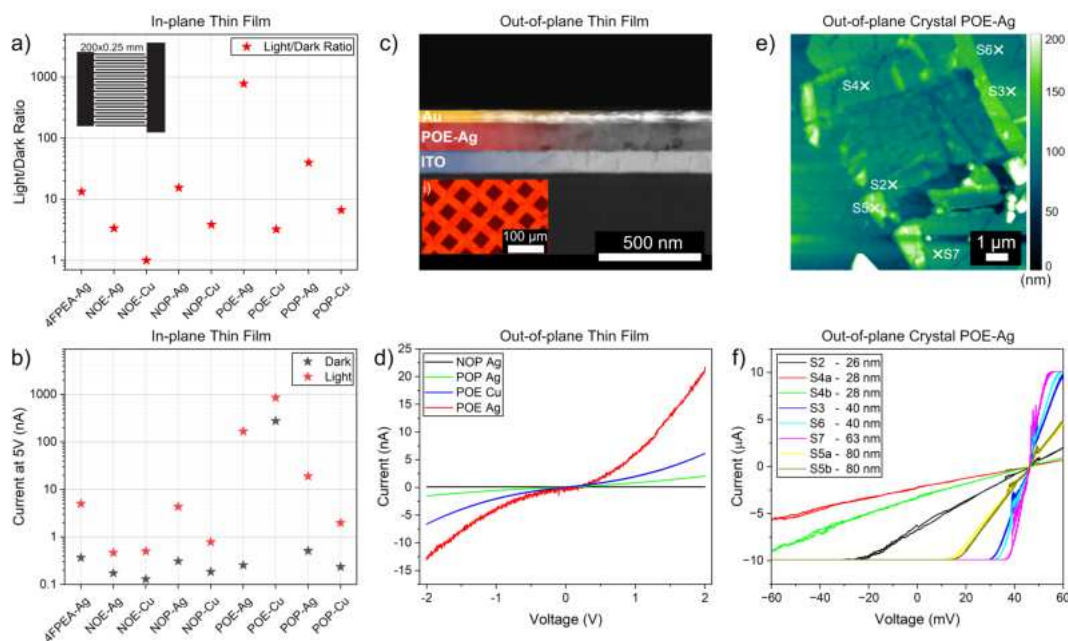 In-plane Thin Film
a)
200x0.25 mm
Light/Dark Ratio
Light/Dark Ratio
1000
100
10
1
4FPEA-Ag
NOE-Ag
NOE-Cu
NOP-Ag
NOP-Cu
POE-Ag
POE-Cu
POP-Ag
POP-Cu
Out-of-plane Thin Film
c)
Au
POE-Ag
ITO
i)
100 µm
500 nm
Out-of-plane Crystal POE-Ag
e)
S6
S4
S3
S2
S5
S7
1 µm
200
150
100
50
0
(nm)
In-plane Thin Film
b)
Dark
Light
Current at 5V (nA)
1000
100
10
1
0.1
4FPEA-Ag
NOE-Ag
NOE-Cu
NOP-Ag
NOP-Cu
POE-Ag
POE-Cu
POP-Ag
POP-Cu
Out-of-plane Thin Film
d)
NOP Ag
POP Ag
POE Cu
POE Ag
Current (nA)
25
20
15
10
5
0
-5
-10
-15
-2
-1
0
1
2
Voltage (V)
Out-of-plane Crystal POE-Ag
f)
S2 - 26 nm
S4a - 28 nm
S4b - 28 nm
S3 - 40 nm
S6 - 40 nm
S7 - 63 nm
S5a - 80 nm
S5b - 80 nm
Current (µA)
10
5
0
-5
-10
-60
-40
-20
0
20
40
60
Voltage (mV)